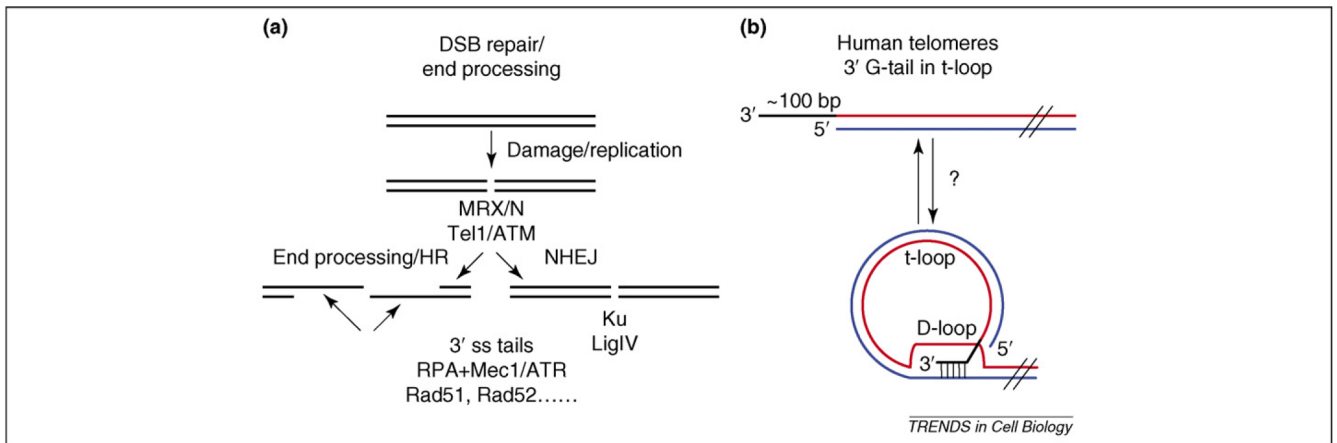 (a)
DSB repair/
end processing
Damage/replication
MRX/N
Tel1/ATM
End processing/HR
NHEJ
Ku
LigIV
3′ ss tails
RPA+Mec1/ATR
Rad51, Rad52......
(b)
Human telomeres
3′ G-tail in t-loop
~100 bp
3′
5′
?
t-loop
D-loop
5′
3′
TRENDS in Cell Biology